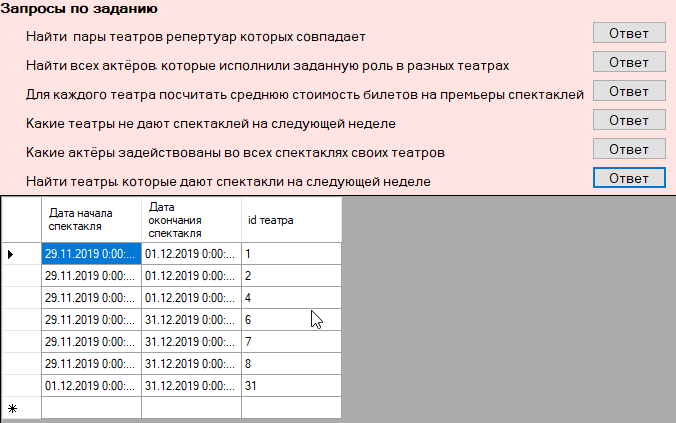 Запросы по заданию
Найти пары театров репертуар которых совпадает
Ответ
Найти всех актёров, которые исполнили заданную роль в разных театрах
Ответ
Для каждого театра посчитать среднюю стоимость билетов на премьеры спектаклей
Ответ
Какие театры не дают спектаклей на следующей неделе
Ответ
Какие актёры задействованы во всех спектаклях своих театров
Ответ
Найти театры, которые дают спектакли на следующей неделе
Ответ
Дата начала
спектакля
Дата
окончания
спектакля
id театра
29.11.2019 0:00:... 01.12.2019 0:00:... 1
29.11.2019 0:00:... 01.12.2019 0:00:... 2
29.11.2019 0:00:... 01.12.2019 0:00:... 4
29.11.2019 0:00:... 31.12.2019 0:00:... 6
29.11.2019 0:00:... 31.12.2019 0:00:... 7
29.11.2019 0:00:... 31.12.2019 0:00:... 8
01.12.2019 0:00:... 31.12.2019 0:00:... 31